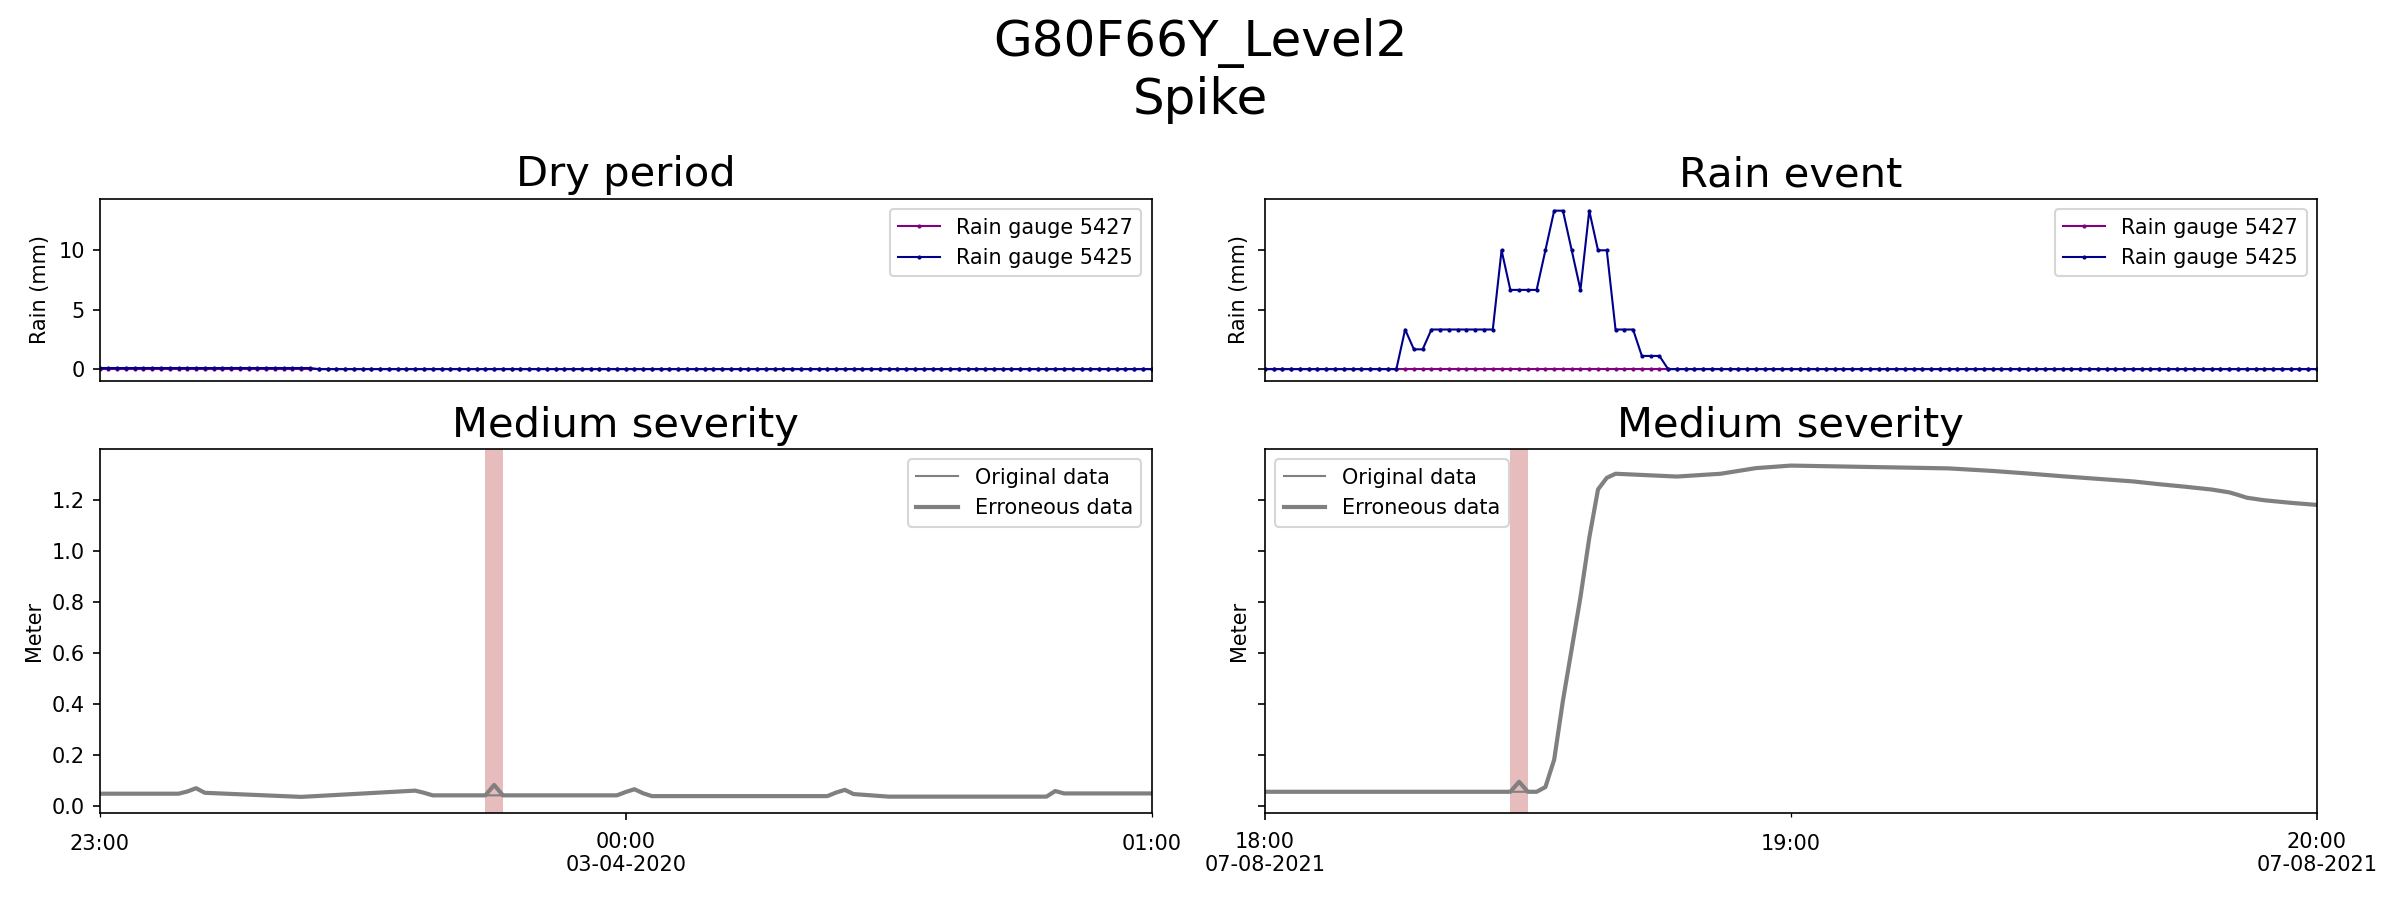 G80F66Y_Level2
Spike
Dry period
Rain (mm)
10
5
0
Rain gauge 5427
Rain gauge 5425
Rain event
Rain (mm)
Rain gauge 5427
Rain gauge 5425
Medium severity
Meter
1.2
1.0
0.8
0.6
0.4
0.2
0.0
Original data
Erroneous data
23:00
00:00
03-04-2020
01:00
Medium severity
Meter
Original data
Erroneous data
18:00
07-08-2021
19:00
20:00
07-08-2021